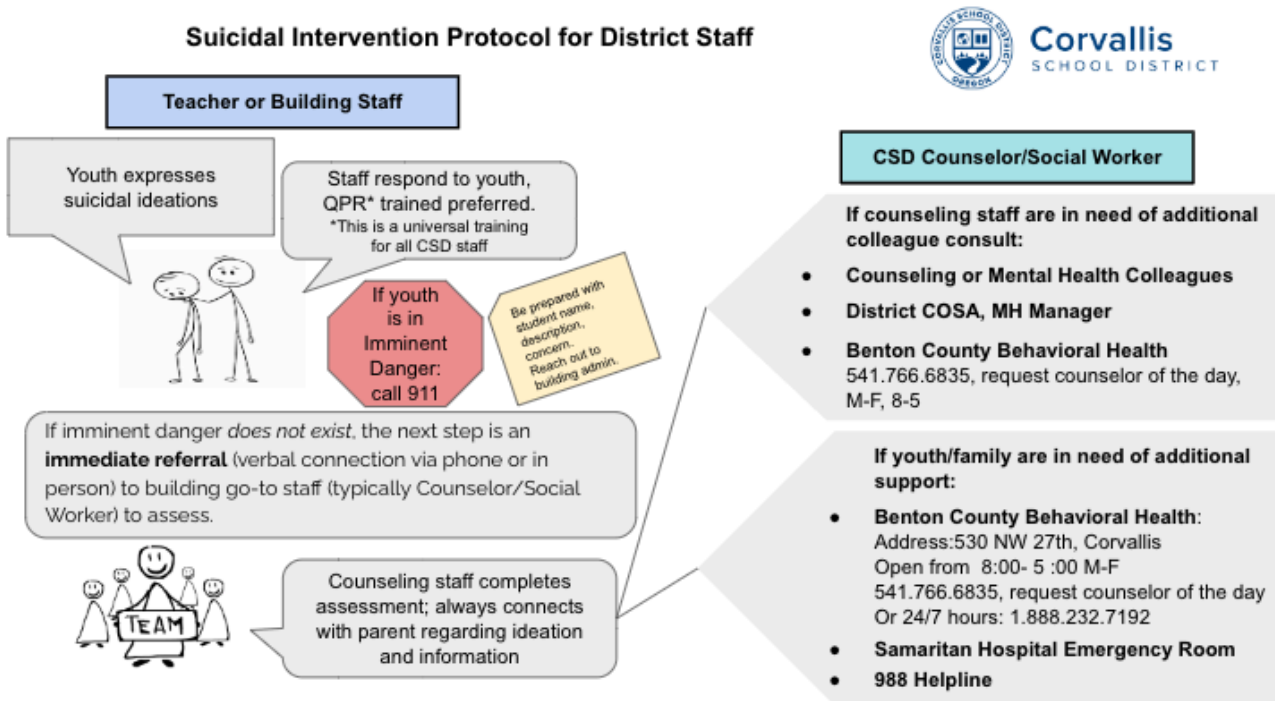 Suicidal Intervention Protocol for District Staff
CORVALLIS SCHOOL DISTRICT
OREGON
Corvallis
SCHOOL DISTRICT
Teacher or Building Staff
Youth expresses
suicidal ideations
Staff respond to youth,
QPR* trained preferred.
*This is a universal training
for all CSD staff
If youth
is in
Imminent
Danger:
call 911
Be prepared with
student name,
description,
concern.
Reach out to
building admin.
If imminent danger does not exist, the next step is an
immediate referral (verbal connection via phone or in
person) to building go-to staff (typically Counselor/Social
Worker) to assess.
TEAM
Counseling staff completes
assessment; always connects
with parent regarding ideation
and information
CSD Counselor/Social Worker
If counseling staff are in need of additional
colleague consult:
● Counseling or Mental Health Colleagues
● District COSA, MH Manager
● Benton County Behavioral Health
541.766.6835, request counselor of the day,
M-F, 8-5
If youth/family are in need of additional
support:
● Benton County Behavioral Health:
Address:530 NW 27th, Corvallis
Open from 8:00- 5 :00 M-F
541.766.6835, request counselor of the day
Or 24/7 hours: 1.888.232.7192
● Samaritan Hospital Emergency Room
● 988 Helpline